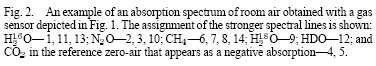 Fig. 2. An example of an absorption spectrum of room air obtained with a gas
sensor depicted in Fig. 1. The assignment of the stronger spectral lines is shown:
H₂¹⁶O—1, 11, 13; N₂O—2, 3, 10; CH₄—6, 7, 8, 14; H₂¹⁸O—9; HDO—12; and
CO₂ in the reference zero-air that appears as a negative absorption—4, 5.